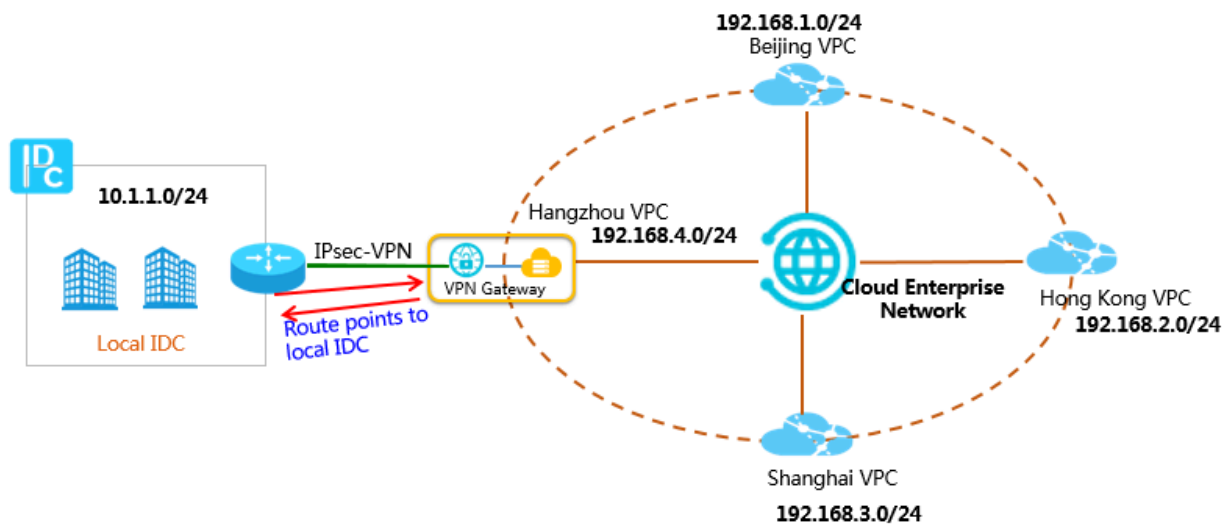 192.168.1.0/24
Beijing VPC
IDC
10.1.1.0/24
Local IDC
IPsec-VPN
Route points to
local IDC
Hangzhou VPC
192.168.4.0/24
VPN Gateway
Cloud Enterprise
Network
Hong Kong VPC
192.168.2.0/24
Shanghai VPC
192.168.3.0/24